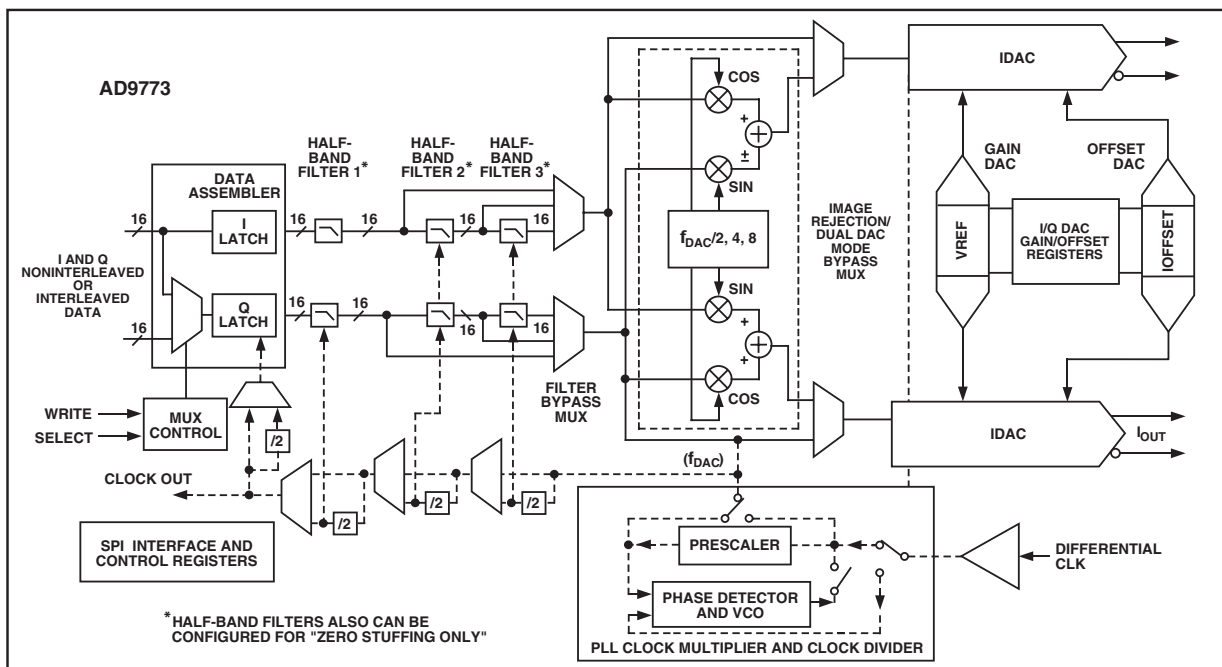 AD9773
HALF-
BAND
FILTER 1*
HALF-
BAND
FILTER 2*
HALF-
BAND
FILTER 3*
DATA
ASSEMBLER
16
I
LATCH
16
16
16
16
I AND Q
NONINTERLEAVED
OR
INTERLEAVED
DATA
16
Q
LATCH
16
16
16
16
WRITE
SELECT
MUX
CONTROL
/2
CLOCK OUT
/2
/2
/2
FILTER
BYPASS
MUX
COS
+
±
SIN
fDAC/2, 4, 8
SIN
+
+
COS
IMAGE
REJECTION/
DUAL DAC
MODE
BYPASS
MUX
IDAC
GAIN
DAC
OFFSET
DAC
VREF
I/Q DAC
GAIN/OFFSET
REGISTERS
IOFFSET
IDAC
IOUT
(fDAC)
PRESCALER
PHASE DETECTOR
AND VCO
PLL CLOCK MULTIPLIER AND CLOCK DIVIDER
DIFFERENTIAL
CLK
SPI INTERFACE AND
CONTROL REGISTERS
*HALF-BAND FILTERS ALSO CAN BE
CONFIGURED FOR "ZERO STUFFING ONLY"